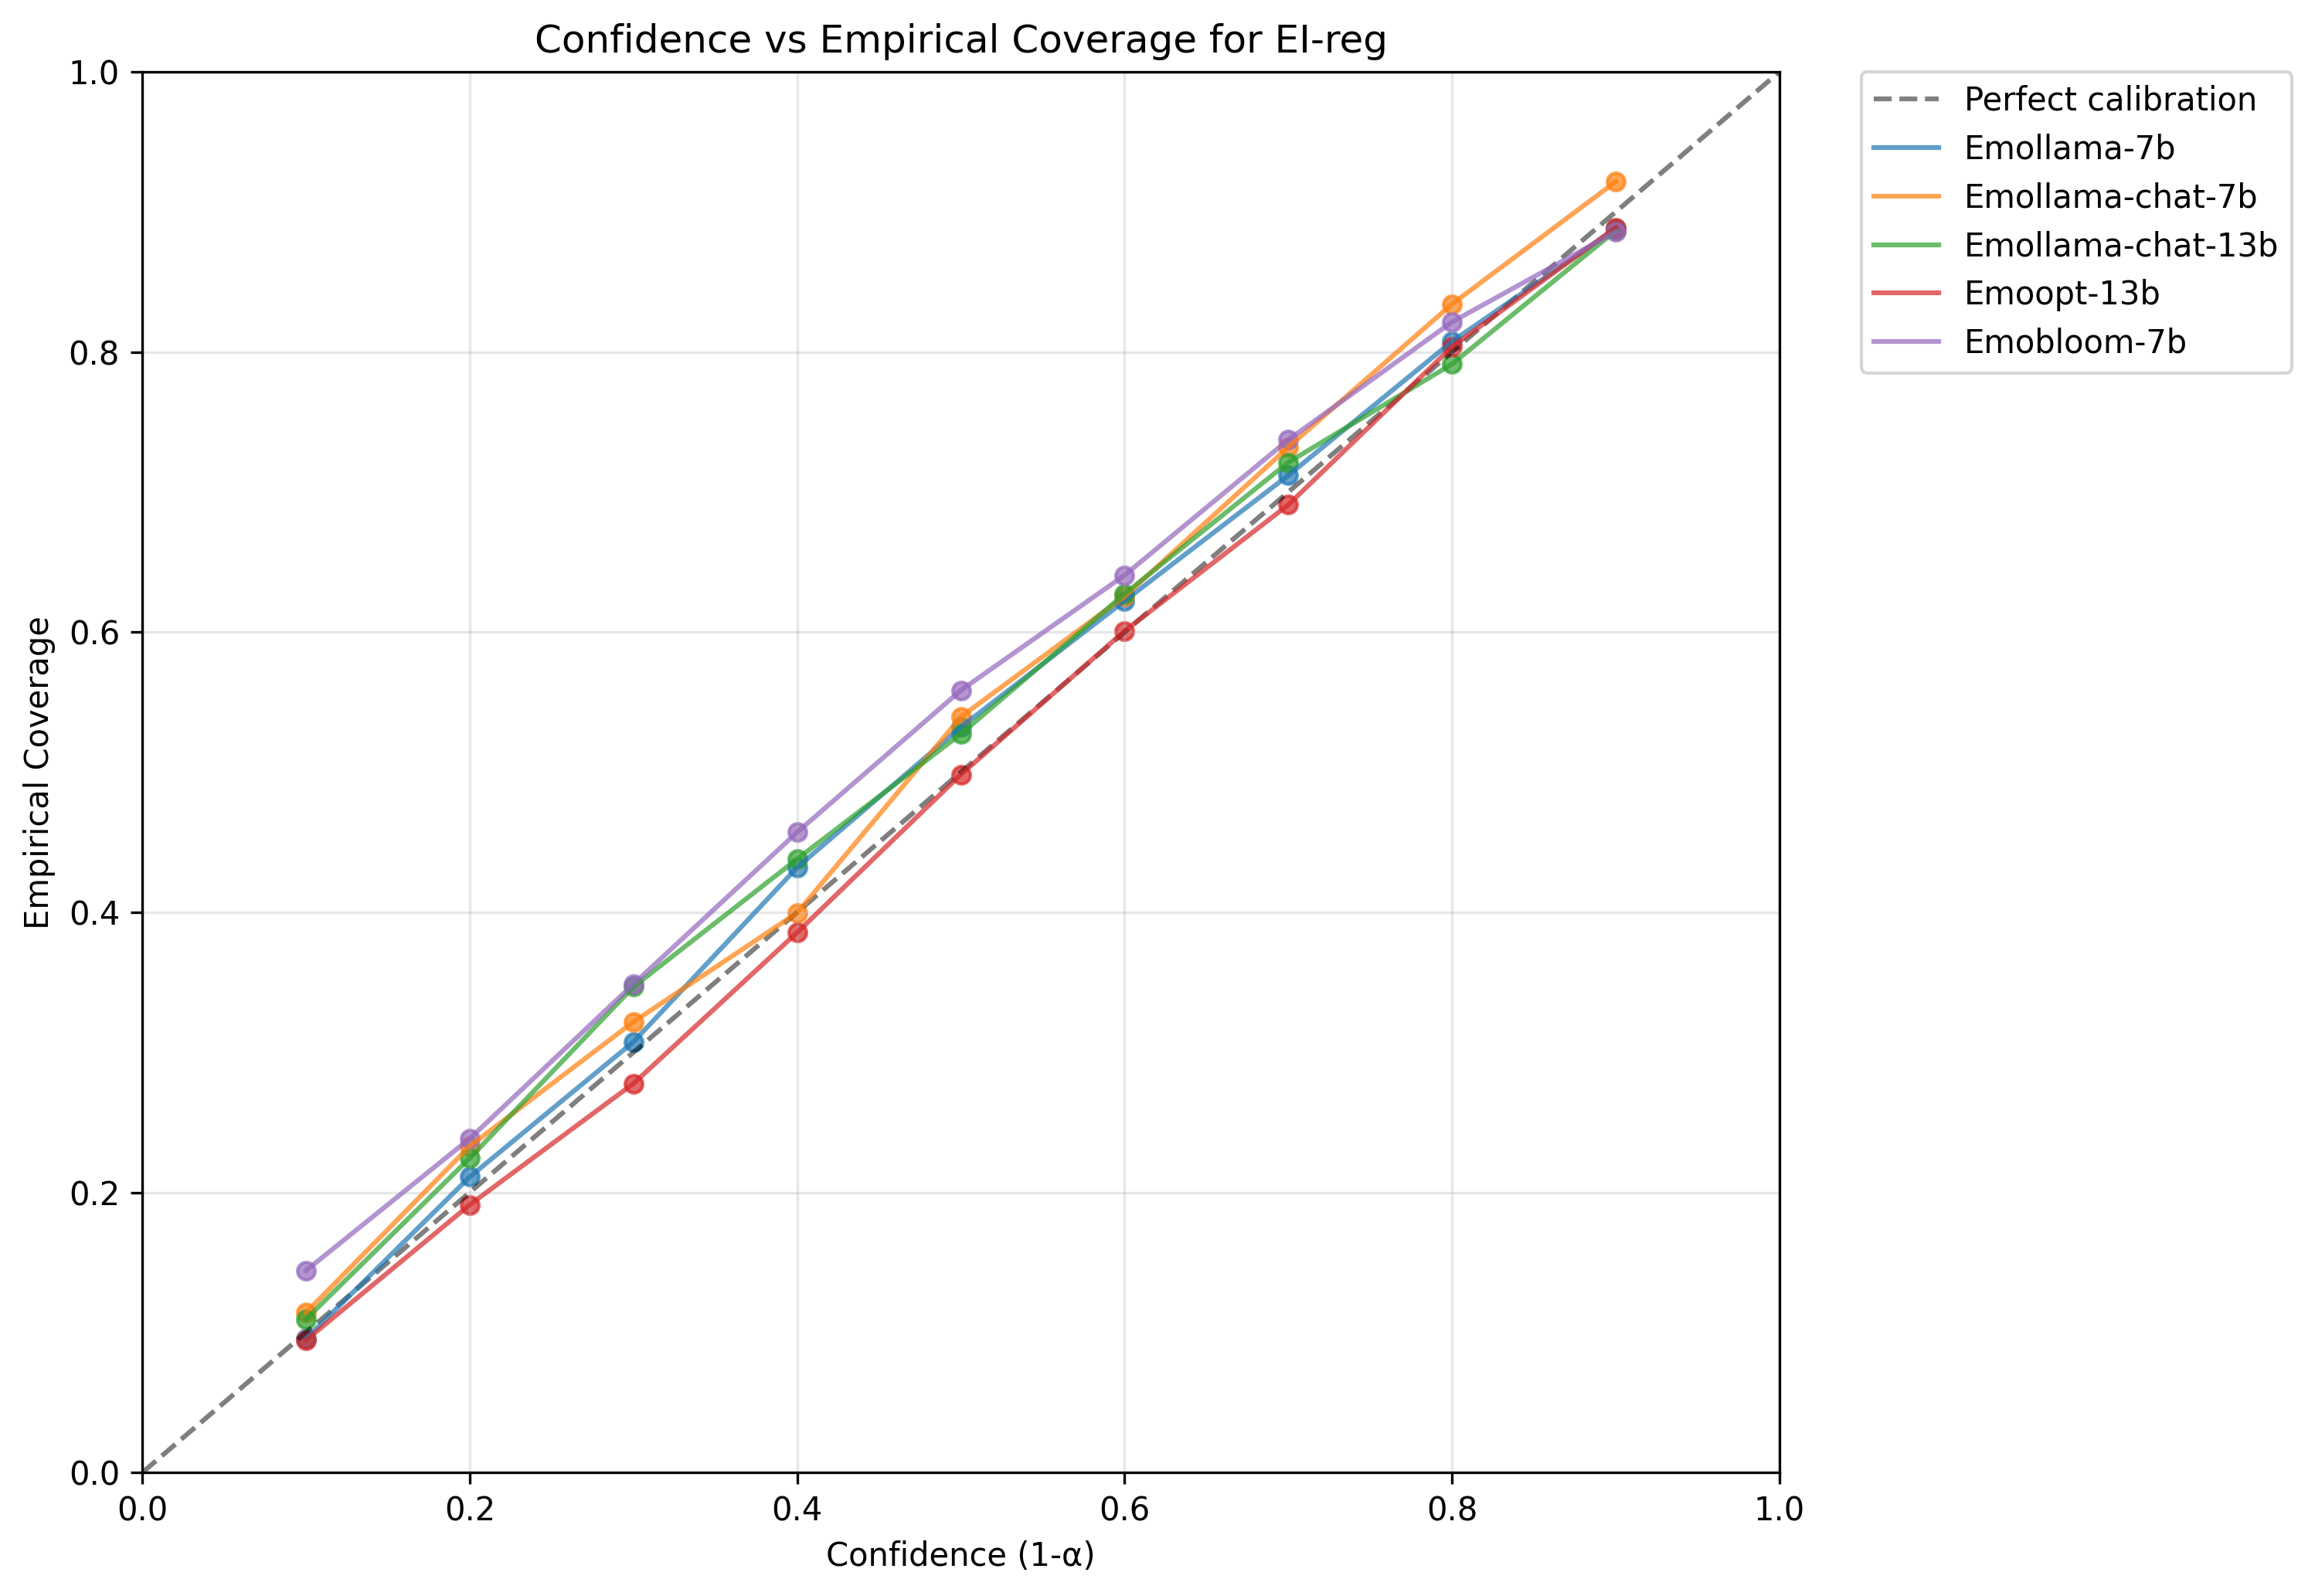 Confidence vs Empirical Coverage for EI-reg
1.0
0.8
0.6
0.4
0.2
0.0
Empirical Coverage
0.0 0.2 0.4 0.6 0.8 1.0
Confidence (1-α)
Perfect calibration
Emollama-7b
Emollama-chat-7b
Emollama-chat-13b
Emoopt-13b
Emobloom-7b